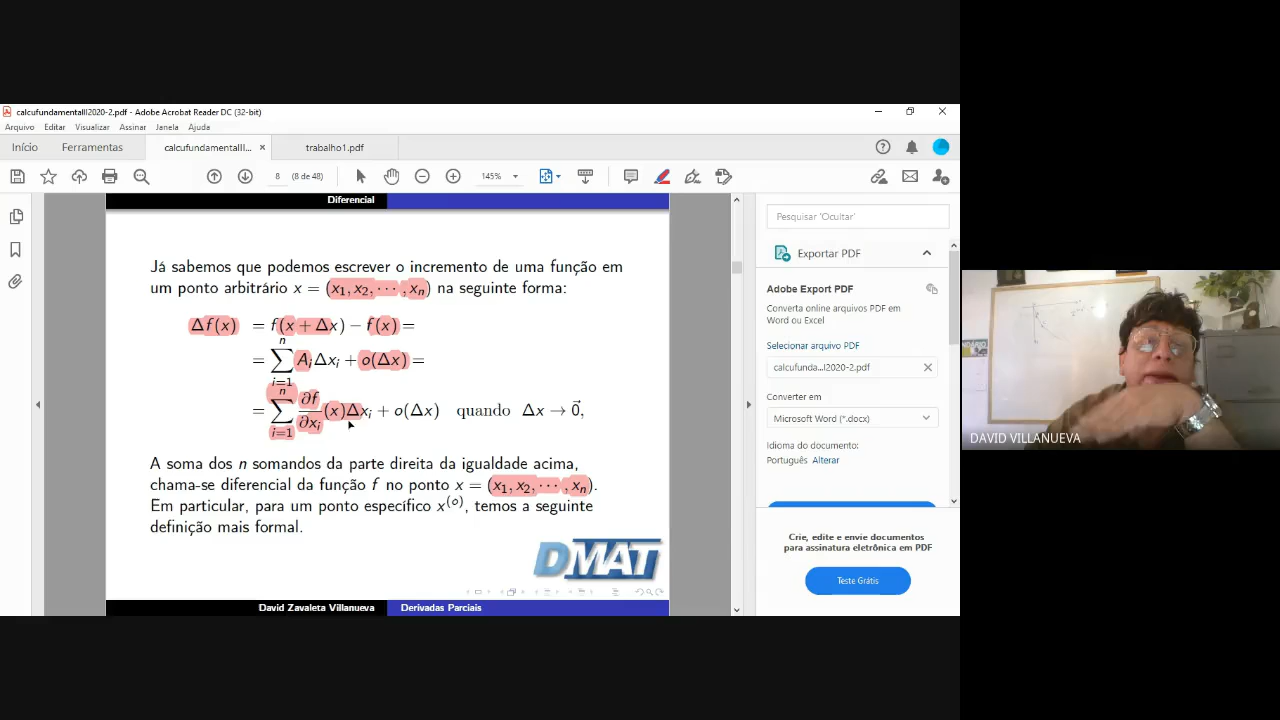 calcufundamentalII2020-2.pdf - Adobe Acrobat Reader DC (32-bit)
Arquivo Editar Visualizar Assinar Janela Ajuda
Início Ferramentas calcufundamentalII... × trabalho1.pdf
8 (8 de 48) 145%
Diferencial
Já sabemos que podemos escrever o incremento de uma função em
um ponto arbitrário x = (x₁, x₂, ⋯ , xₙ) na seguinte forma:
Δf(x) = f(x + Δx) − f(x) =
= ∑ⁿᵢ₌₁ AᵢΔxᵢ + o(Δx) =
= ∑ⁿᵢ₌₁ ∂f/∂xᵢ (x)Δxᵢ + o(Δx) quando Δx → 0⃗,
A soma dos n somandos da parte direita da igualdade acima,
chama-se diferencial da função f no ponto x = (x₁, x₂, ⋯ , xₙ).
Em particular, para um ponto específico x⁽ᵒ⁾, temos a seguinte
definição mais formal.
DMAT
David Zavaleta Villanueva Derivadas Parciais
Pesquisar 'Ocultar'
Exportar PDF
Adobe Export PDF
Converta online arquivos PDF em
Word ou Excel
Selecionar arquivo PDF
calcufunda...II2020-2.pdf
Converter em
Microsoft Word (*.docx)
Idioma do documento:
Português Alterar
Crie, edite e envie documentos
para assinatura eletrônica em PDF
Teste Grátis
DAVID VILLANUEVA